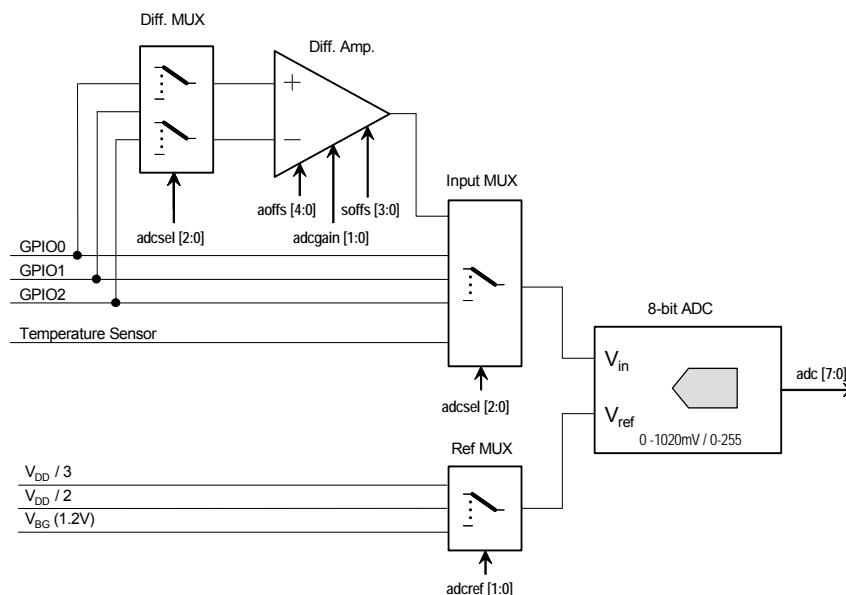 Diff. MUX
Diff. Amp.
+
–
aoffs [4:0]
soffs [3:0]
adcgain [1:0]
adcsel [2:0]
Input MUX
GPIO0
GPIO1
GPIO2
Temperature Sensor
adcsel [2:0]
8-bit ADC
Vin
Vref
adc [7:0]
0 -1020mV / 0-255
Ref MUX
VDD / 3
VDD / 2
VBG (1.2V)
adcref [1:0]